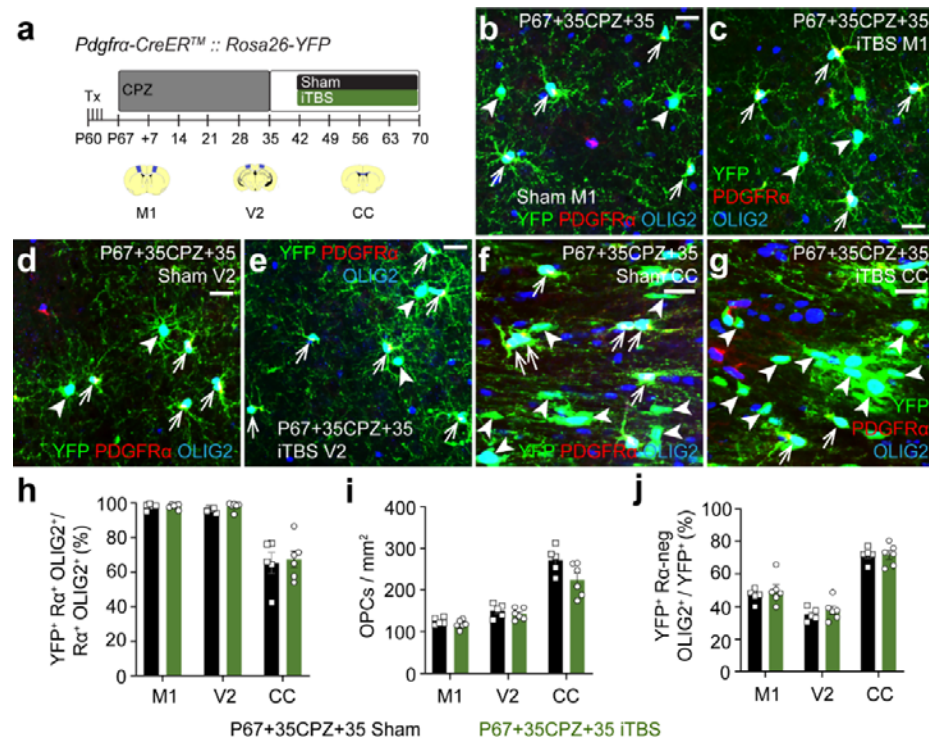 a
Pdgfrα-CreER™ :: Rosa26-YFP
CPZ
Sham
iTBS
Tx
P60 P67 +7 14 21 28 35 42 49 56 63 70
M1 V2 CC
b
P67+35CPZ+35
Sham M1
YFP PDGFRα OLIG2
c
P67+35CPZ+35
iTBS M1
YFP
PDGFRα
OLIG2
d
P67+35CPZ+35
Sham V2
YFP PDGFRα OLIG2
e
YFP PDGFRα
OLIG2
P67+35CPZ+35
iTBS V2
f
P67+35CPZ+35
Sham CC
YFP PDGFRα OLIG2
g
P67+35CPZ+35
iTBS CC
YFP
PDGFRα
OLIG2
h
YFP⁺ Rα⁺ OLIG2⁺/
Rα⁺ OLIG2⁺ (%)
100
80
60
40
20
0
M1 V2 CC
i
OPCs / mm²
400
300
200
100
0
M1 V2 CC
j
YFP⁺ Rα-neg
OLIG2⁺ / YFP⁺ (%)
100
80
60
40
20
0
M1 V2 CC
P67+35CPZ+35 Sham P67+35CPZ+35 iTBS